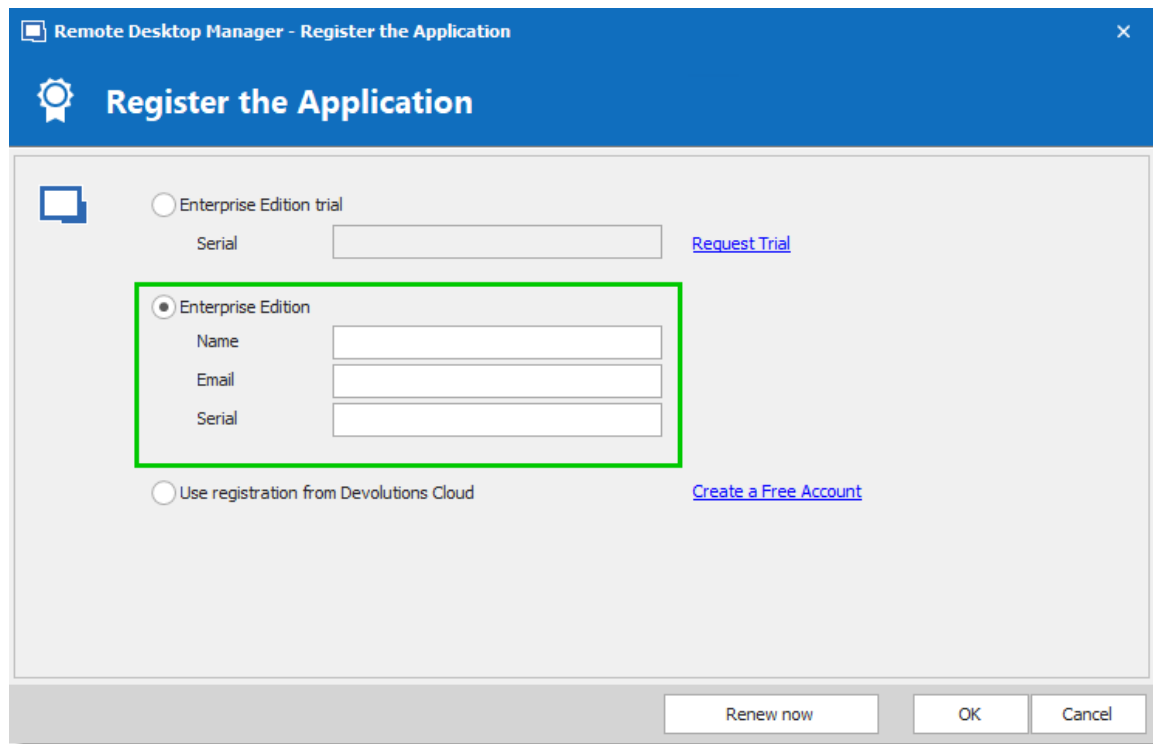 Remote Desktop Manager - Register the Application
Register the Application
Enterprise Edition trial
Serial Request Trial
Enterprise Edition
Name
Email
Serial
Use registration from Devolutions Cloud Create a Free Account
Renew now OK Cancel